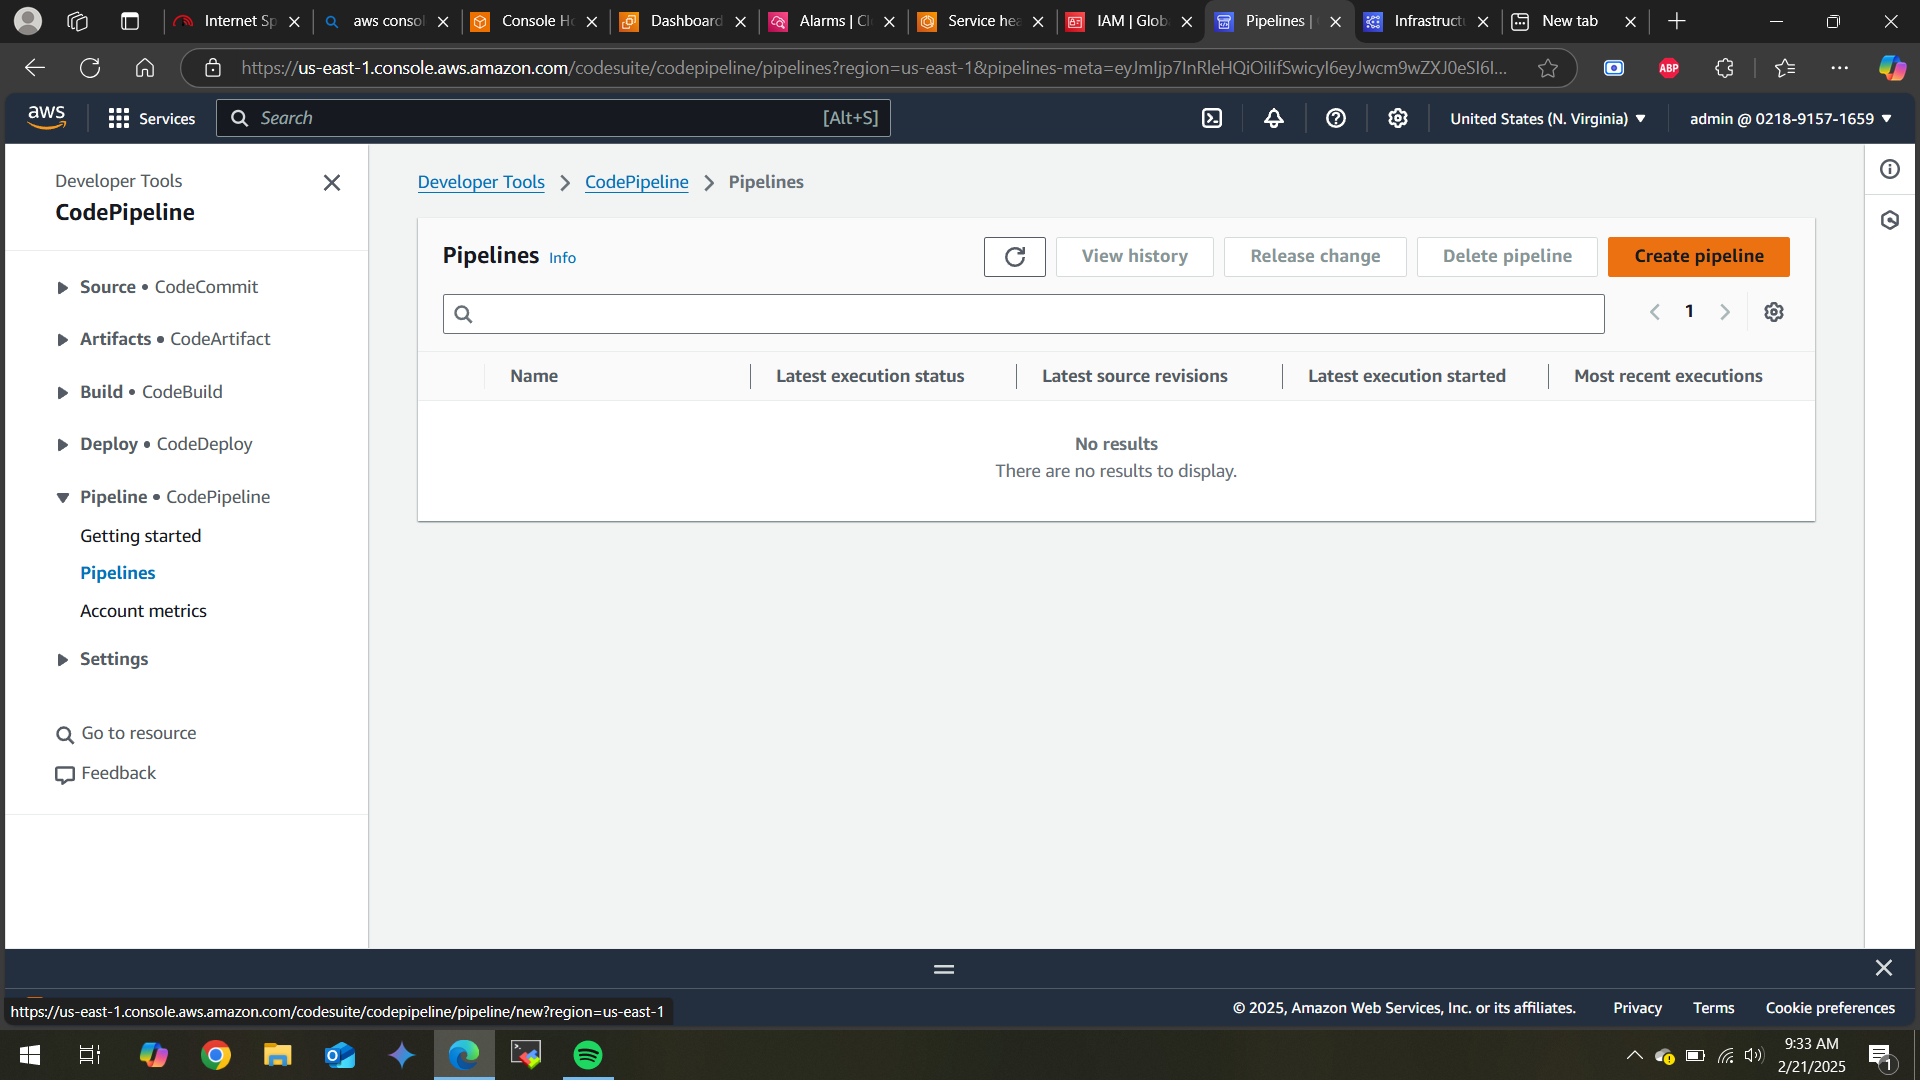 Internet Sp
aws consol
Console Ho
Dashboard
Alarms | Cl
Service hea
IAM | Globa
Pipelines |
Infrastructu
New tab
https://us-east-1.console.aws.amazon.com/codesuite/codepipeline/pipelines?region=us-east-1&pipelines-meta=eyJmIjp7InRleHQiOiIifSwicyI6eyJwcm9wZXJ0eSI6I...
ABP
aws
Services
Search
[Alt+S]
United States (N. Virginia)
admin @ 0218-9157-1659
Developer Tools
CodePipeline
Source • CodeCommit
Artifacts • CodeArtifact
Build • CodeBuild
Deploy • CodeDeploy
Pipeline • CodePipeline
Getting started
Pipelines
Account metrics
Settings
Go to resource
Feedback
Developer Tools
CodePipeline
Pipelines
Pipelines Info
View history
Release change
Delete pipeline
Create pipeline
1
Name
Latest execution status
Latest source revisions
Latest execution started
Most recent executions
No results
There are no results to display.
https://us-east-1.console.aws.amazon.com/codesuite/codepipeline/pipeline/new?region=us-east-1
© 2025, Amazon Web Services, Inc. or its affiliates.
Privacy
Terms
Cookie preferences
9:33 AM
2/21/2025
1